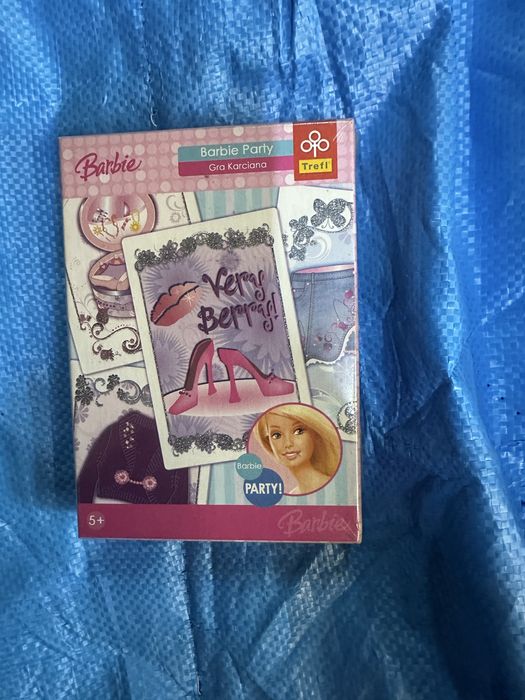 Barbie
Barbie Party
Gra Karciana
Trefl
Very
Berry!
Barbie
PARTY!
5+
Barbie